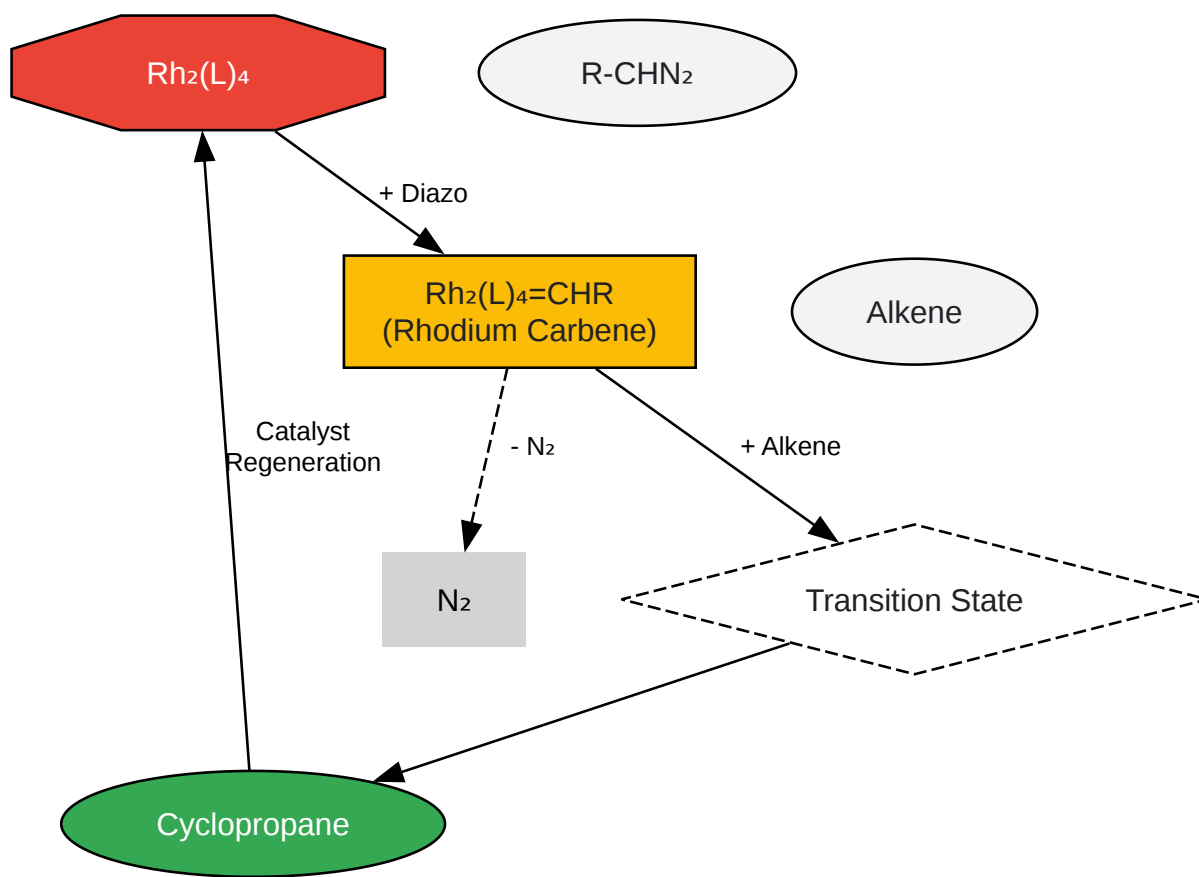 Rh₂(L)₄
R-CHN₂
+ Diazo
Rh₂(L)₄=CHR
(Rhodium Carbene)
Alkene
Catalyst
Regeneration
- N₂
+ Alkene
N₂
Transition State
Cyclopropane